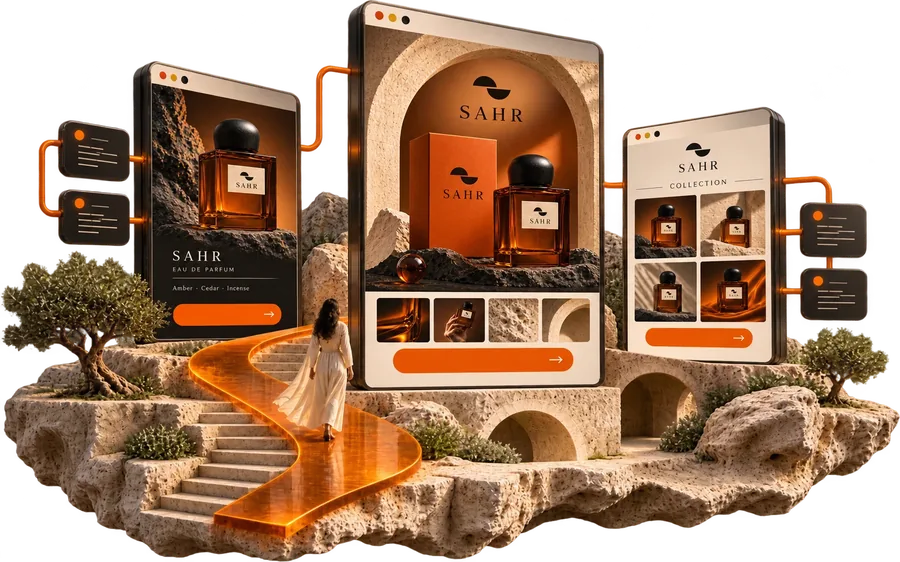 SAHR
EAU DE PARFUM
Amber - Cedar - Incense
SAHR
SAHR
SAHR
SAHR
SAHR
COLLECTION